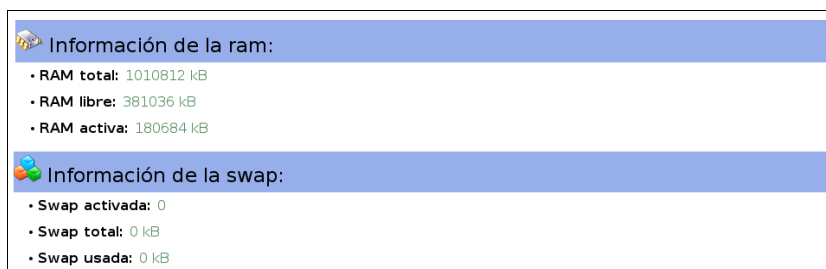 Información de la ram:
• RAM total: 1010812 kB
• RAM libre: 381036 kB
• RAM activa: 180684 kB
Información de la swap:
• Swap activada: 0
• Swap total: 0 kB
• Swap usada: 0 kB